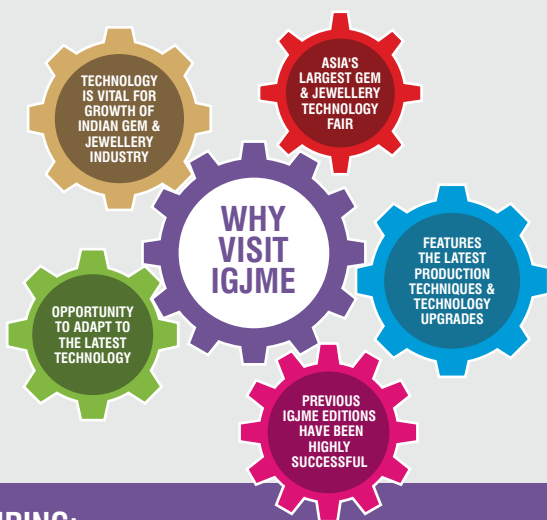 TECHNOLOGY
IS VITAL FOR
GROWTH OF
INDIAN GEM &
JEWELLERY
INDUSTRY
ASIA'S
LARGEST GEM
& JEWELLERY
TECHNOLOGY
FAIR
WHY
VISIT
IGJME
FEATURES
THE LATEST
PRODUCTION
TECHNIQUES &
TECHNOLOGY
UPGRADES
OPPORTUNITY
TO ADAPT TO
THE LATEST
TECHNOLOGY
PREVIOUS
IGJME EDITIONS
HAVE BEEN
HIGHLY
SUCCESSFUL